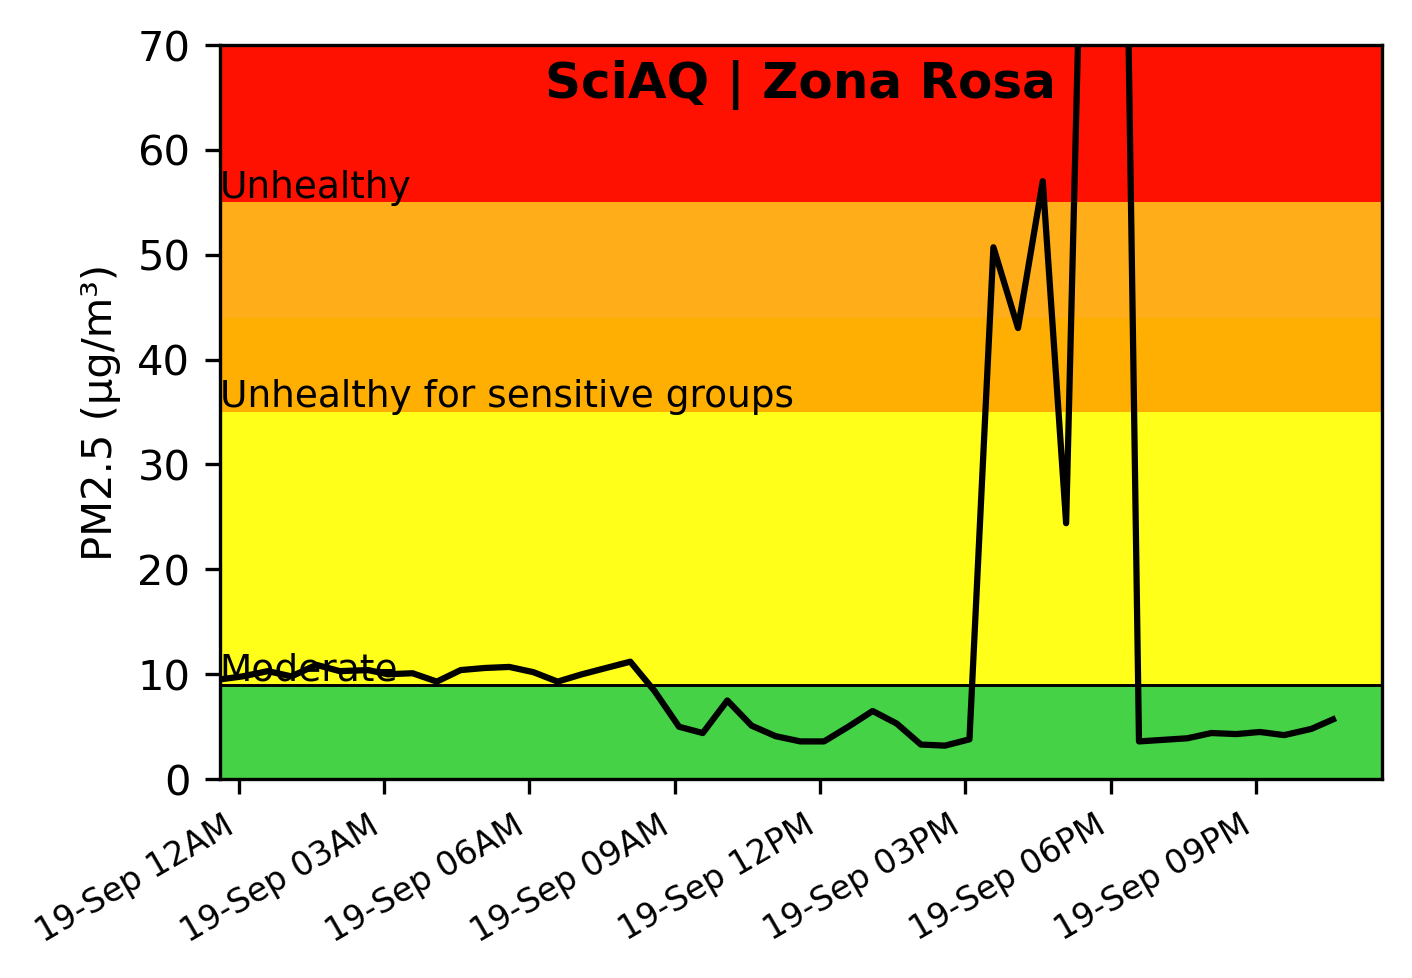 SciAQ | Zona Rosa
PM2.5 (µg/m³)
70
60
50
40
30
20
10
0
Unhealthy
Unhealthy for sensitive groups
Moderate
19-Sep 12AM
19-Sep 03AM
19-Sep 06AM
19-Sep 09AM
19-Sep 12PM
19-Sep 03PM
19-Sep 06PM
19-Sep 09PM